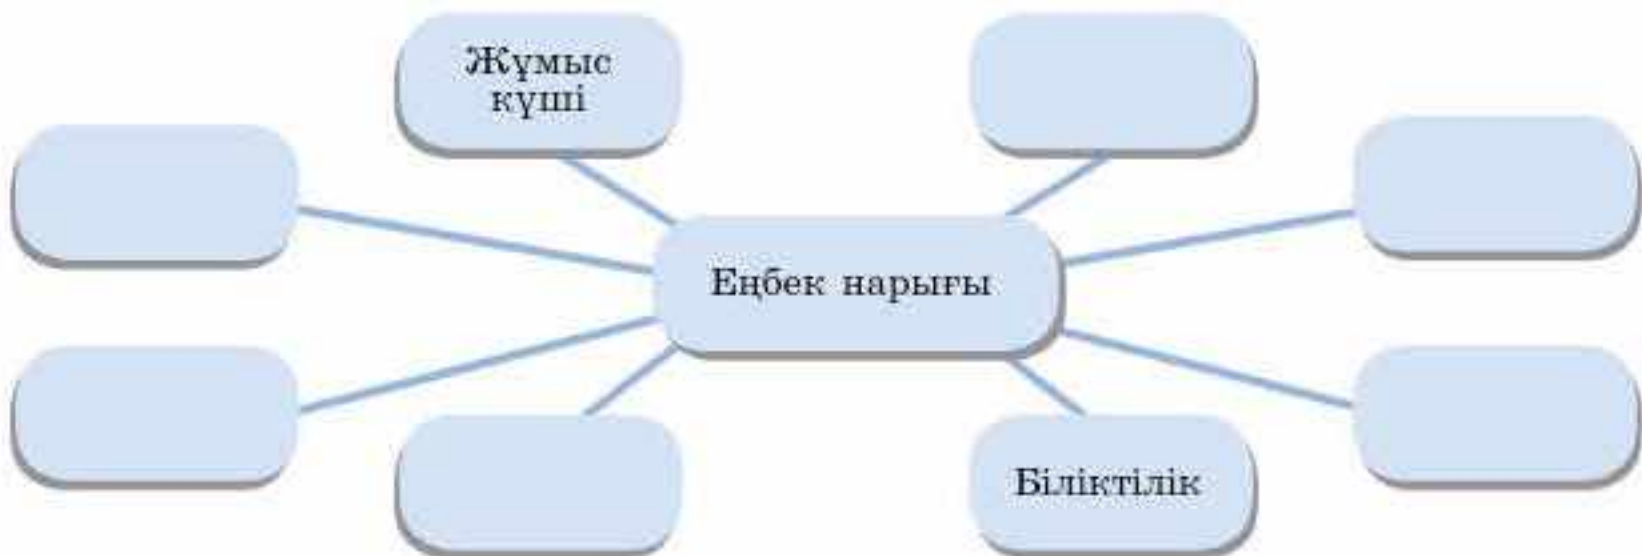 Жұмыс
күші
Еңбек нарығы
Біліктілік